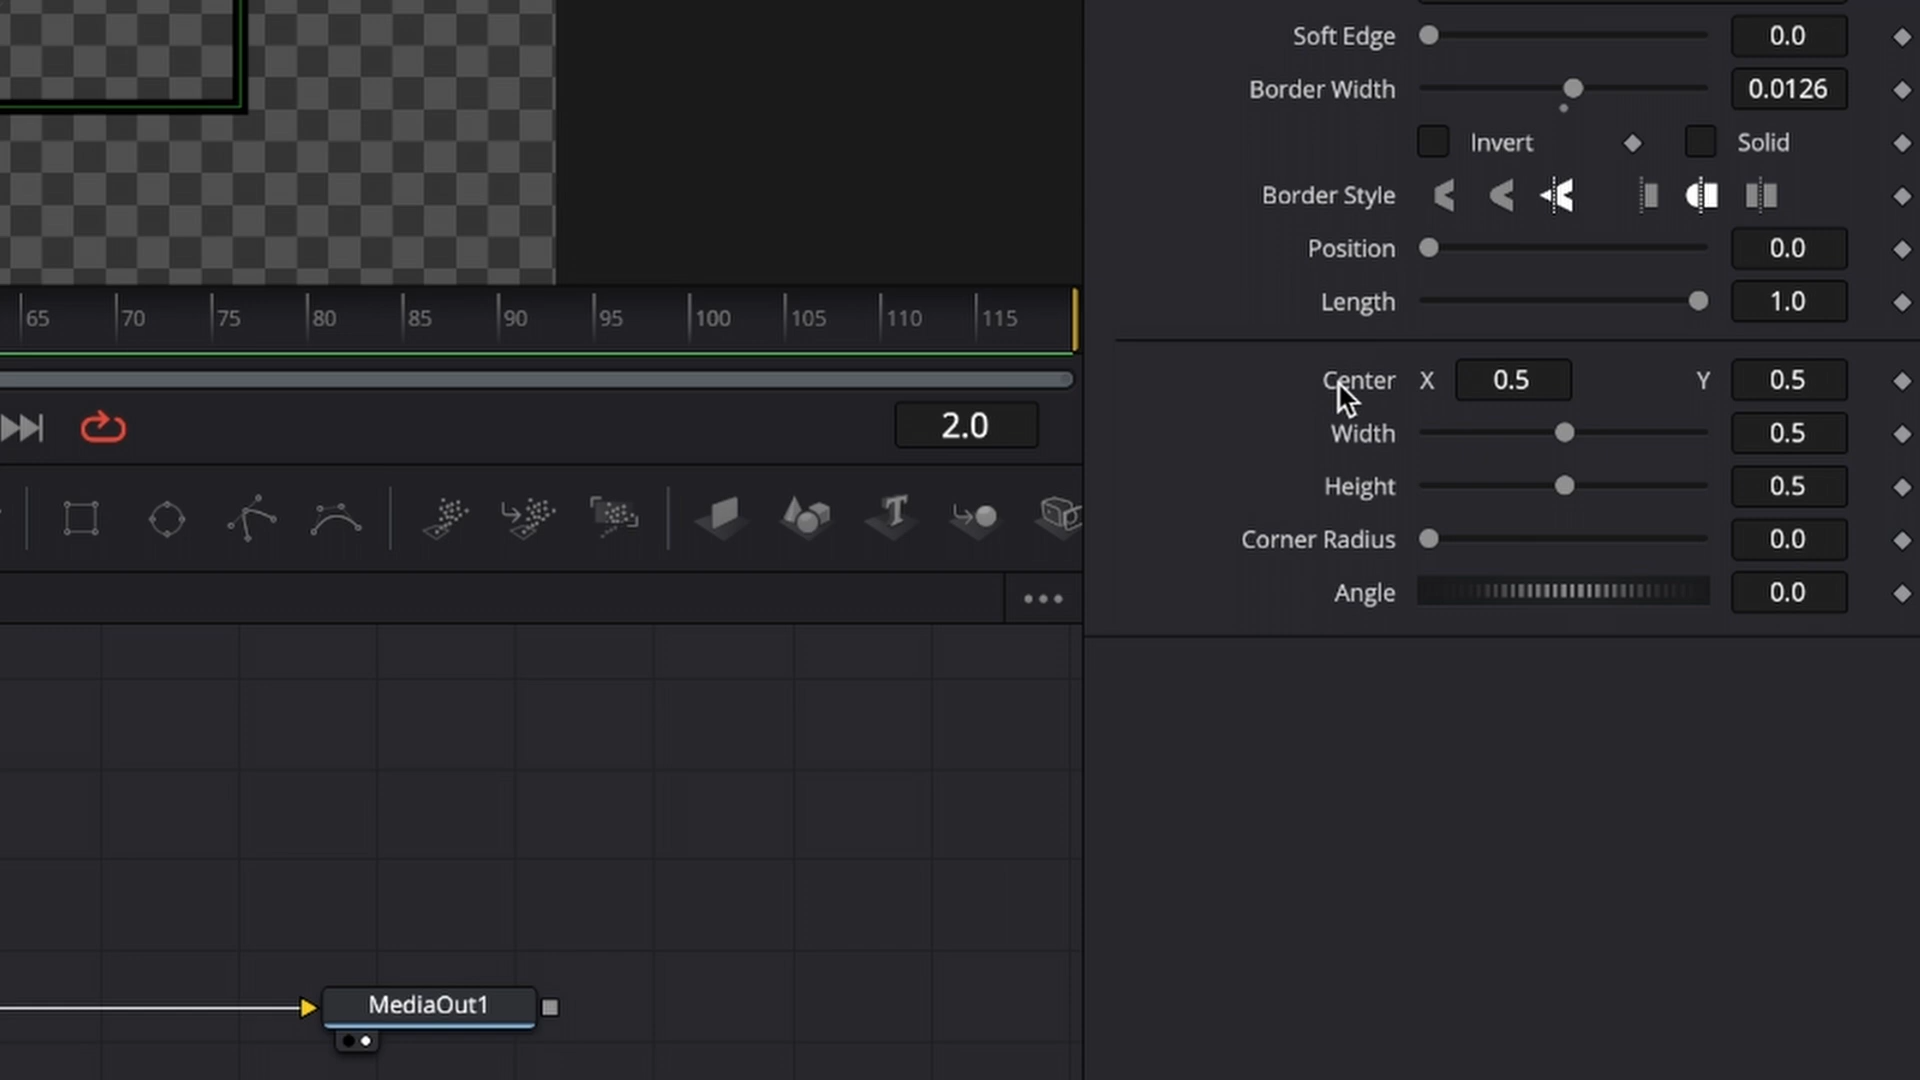 Soft Edge 0.0
Border Width 0.0126
Invert Solid
Border Style
Position 0.0
Length 1.0
65 70 75 80 85 90 95 100 105 110 115
Center X 0.5 Y 0.5
2.0
Width 0.5
Height 0.5
Corner Radius 0.0
Angle 0.0
MediaOut1